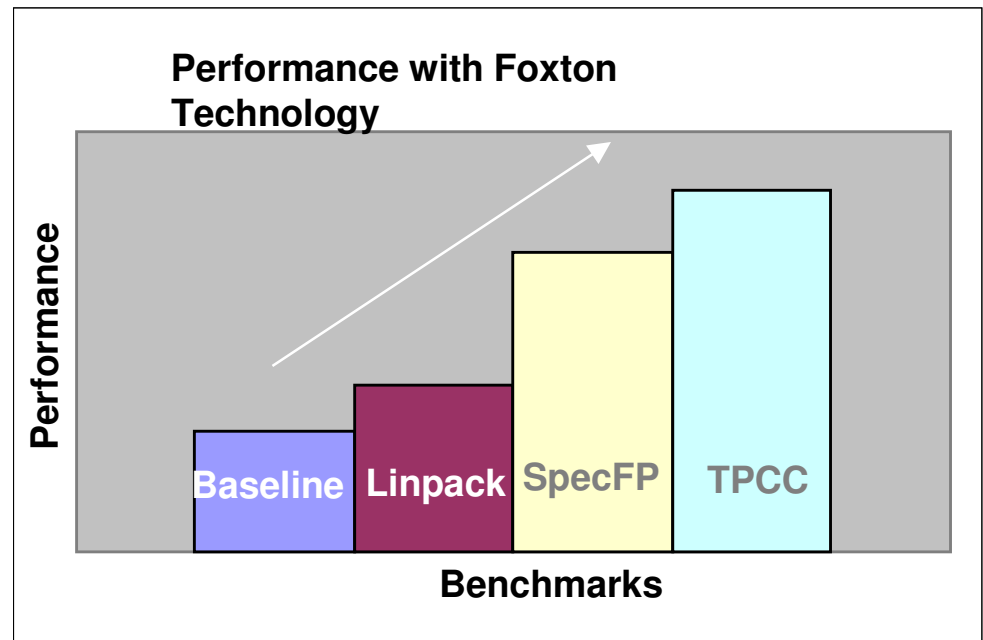 Performance with Foxton
Technology
Performance
Baseline
Linpack
SpecFP
TPCC
Benchmarks